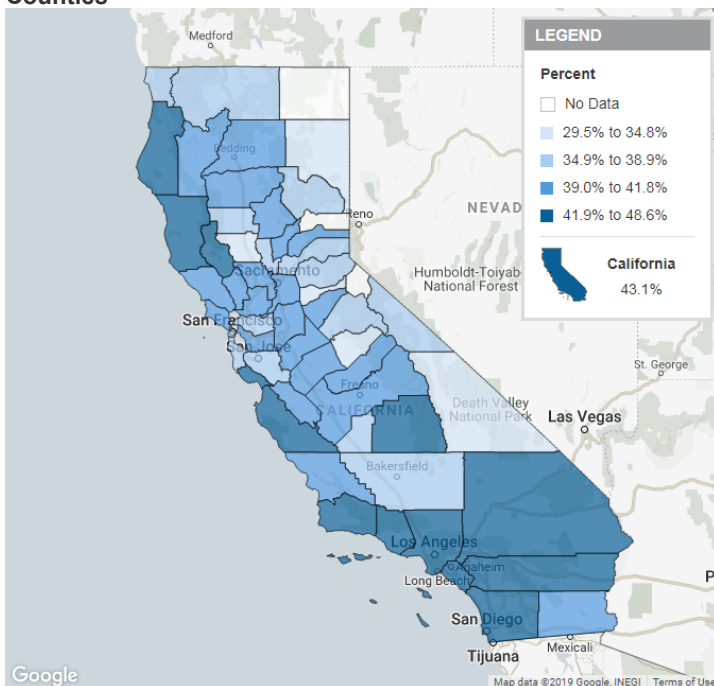 Counties
Medford
LEGEND
Percent
No Data
29.5% to 34.8%
34.9% to 38.9%
39.0% to 41.8%
41.9% to 48.6%
California
43.1%
Redding
Reno
NEVAD
Humboldt-Toiyab
National Forest
Sacramento
San Francisco
San Jose
St. George
Fresno
CALIFORNIA
Death Valley
National Park
Las Vegas
Bakersfield
Los Angeles
Anaheim
Long Beach
P
San Diego
Mexicali
Tijuana
Google
Map data ©2019 Google, INEGI
Terms of Use